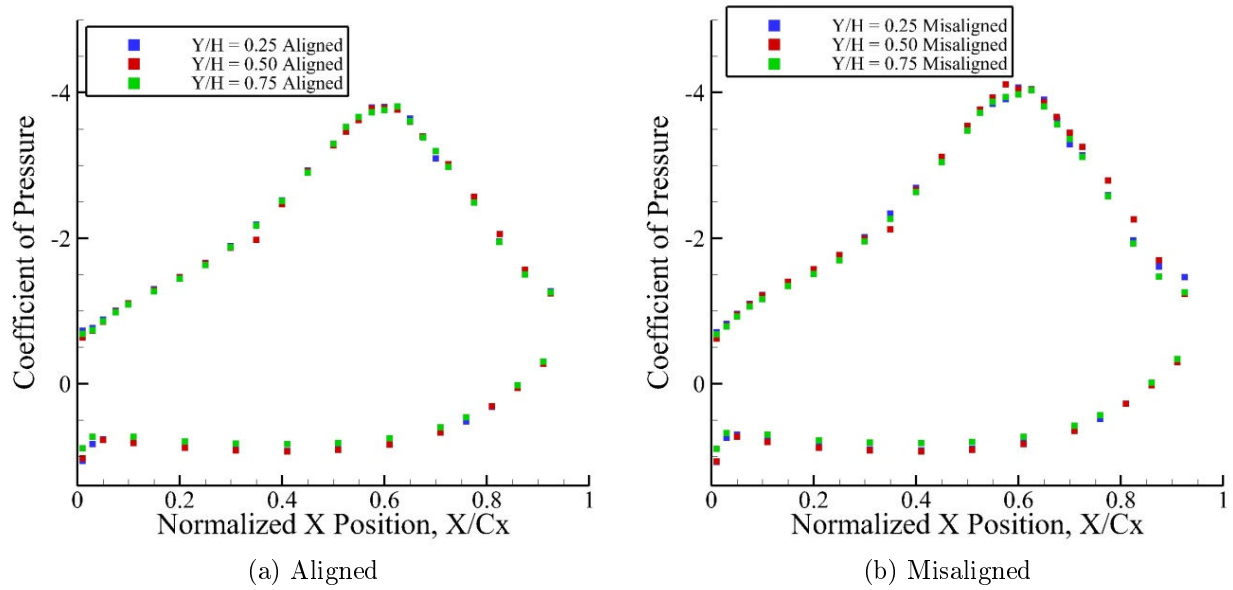 Y/H = 0.25 Aligned
Y/H = 0.50 Aligned
Y/H = 0.75 Aligned
Coefficient of Pressure
-4
-2
0
0
0.2
0.4
0.6
0.8
1
Normalized X Position, X/Cx
(a) Aligned
Y/H = 0.25 Misaligned
Y/H = 0.50 Misaligned
Y/H = 0.75 Misaligned
Coefficient of Pressure
-4
-2
0
0
0.2
0.4
0.6
0.8
1
Normalized X Position, X/Cx
(b) Misaligned